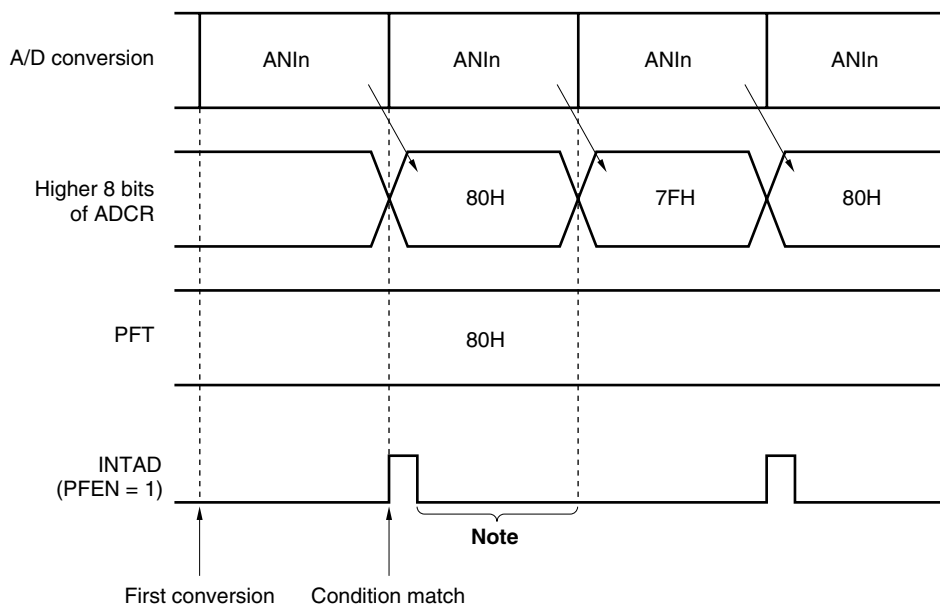 A/D conversion
ANIn
ANIn
ANIn
ANIn
Higher 8 bits
of ADCR
80H
7FH
80H
PFT
80H
INTAD
(PFEN = 1)
Note
First conversion
Condition match